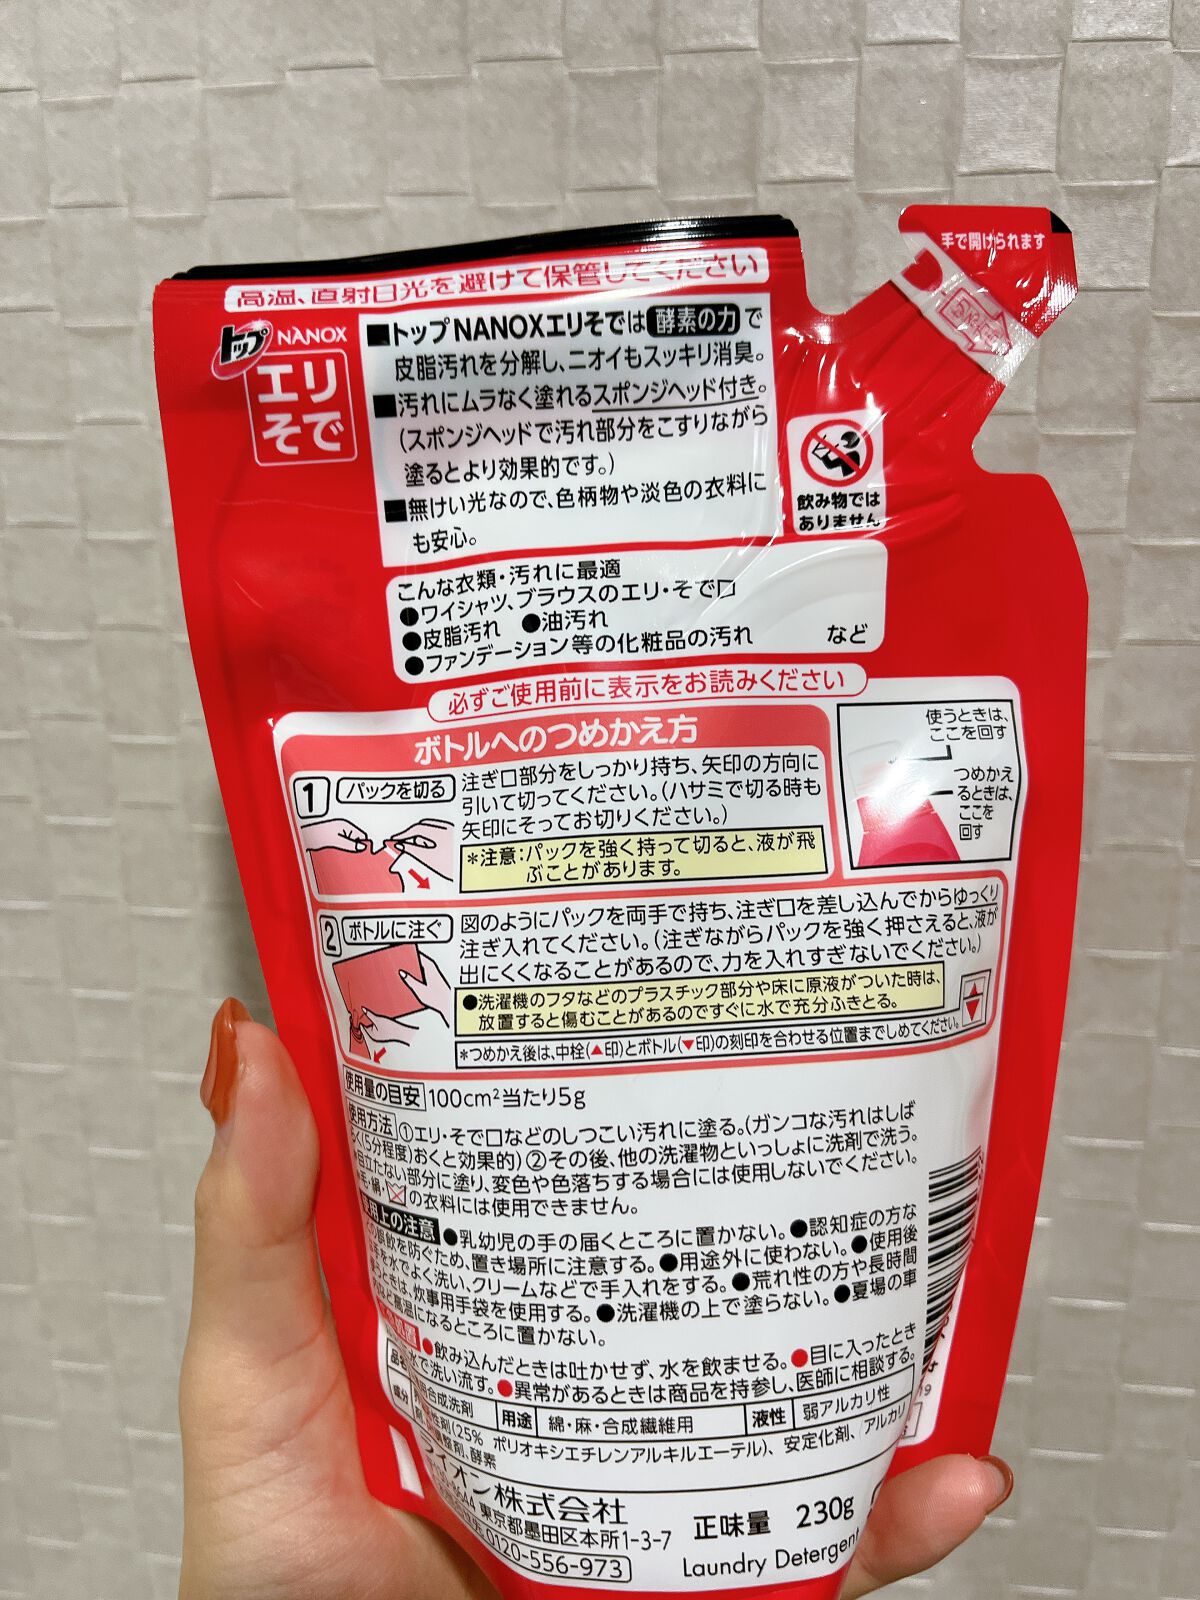 高温、直射日光を避けて保管してください
手で開けられます
トップ NANOX
エリ
そで
■トップNANOXエリそでは酵素の力で
皮脂汚れを分解し、ニオイもスッキリ消臭。
■汚れにムラなく塗れるスポンジヘッド付き。
(スポンジヘッドで汚れ部分をこすりながら
塗るとより効果的です。)
■無けい光なので、色柄物や淡色の衣料に
も安心。
飲み物では
ありません
こんな衣類・汚れに最適
●ワイシャツ、ブラウスのエリ・そで口
●皮脂汚れ ●油汚れ
●ファンデーション等の化粧品の汚れ など
必ずご使用前に表示をお読みください
ボトルへのつめかえ方
使うときは、
ここを回す
つめかえ
るときは、
ここを
回す
1 パックを切る
注ぎ口部分をしっかり持ち、矢印の方向に
引いて切ってください。(ハサミで切る時も
矢印にそってお切りください。)
*注意:パックを強く持って切ると、液が飛
ぶことがあります。
2 ボトルに注ぐ
図のようにパックを両手で持ち、注ぎ口を差し込んでからゆっくり
注ぎ入れてください。(注ぎながらパックを強く押さえると、液が
出にくくなることがあるので、力を入れすぎないでください。)
●洗濯機のフタなどのプラスチック部分や床に原液がついた時は、
放置すると傷むことがあるのですぐに水で充分ふきとる。
*つめかえ後は、中栓(▲印)とボトル(▼印)の刻印を合わせる位置までしめてください。
使用量の目安 100cm²当たり5g
使用方法 ①エリ・そで口などのしつこい汚れに塗る。(ガンコな汚れはしば
らく(5分程度)おくと効果的) ②その後、他の洗濯物といっしょに洗剤で洗う。
目立たない部分に塗り、変色や色落ちする場合には使用しないでください。
毛・絹・の衣料には使用できません。
使用上の注意 ●乳幼児の手の届くところに置かない。●認知症の方な
の誤飲を防ぐため、置き場所に注意する。●用途外に使わない。●使用後
手を水でよく洗い、クリームなどで手入れをする。●荒れ性の方や長時間
うときは、炊事用手袋を使用する。●洗濯機の上で塗らない。●夏場の車
など高温になるところに置かない。
処置 ●飲み込んだときは吐かせず、水を飲ませる。●目に入ったとき
水で洗い流す。●異常があるときは商品を持参し、医師に相談する。
品名 合成洗剤 用途 綿・麻・合成繊維用 液性 弱アルカリ性
成分 性剤(25% ポリオキシエチレンアルキルエーテル)、安定化剤、アルカリ
剤、酵素
ライオン株式会社
東京都墨田区本所1-3-7
0120-556-973
正味量 230g
Laundry Detergent